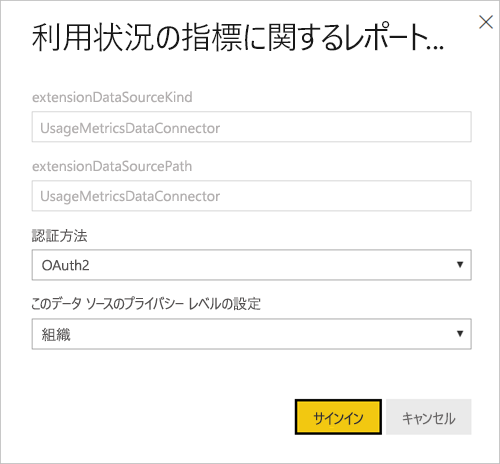 利用状況の指標に関するレポート...
extensionDataSourceKind
UsageMetricsDataConnector
extensionDataSourcePath
UsageMetricsDataConnector
認証方法
OAuth2
このデータ ソースのプライバシー レベルの設定
組織
サインイン
キャンセル